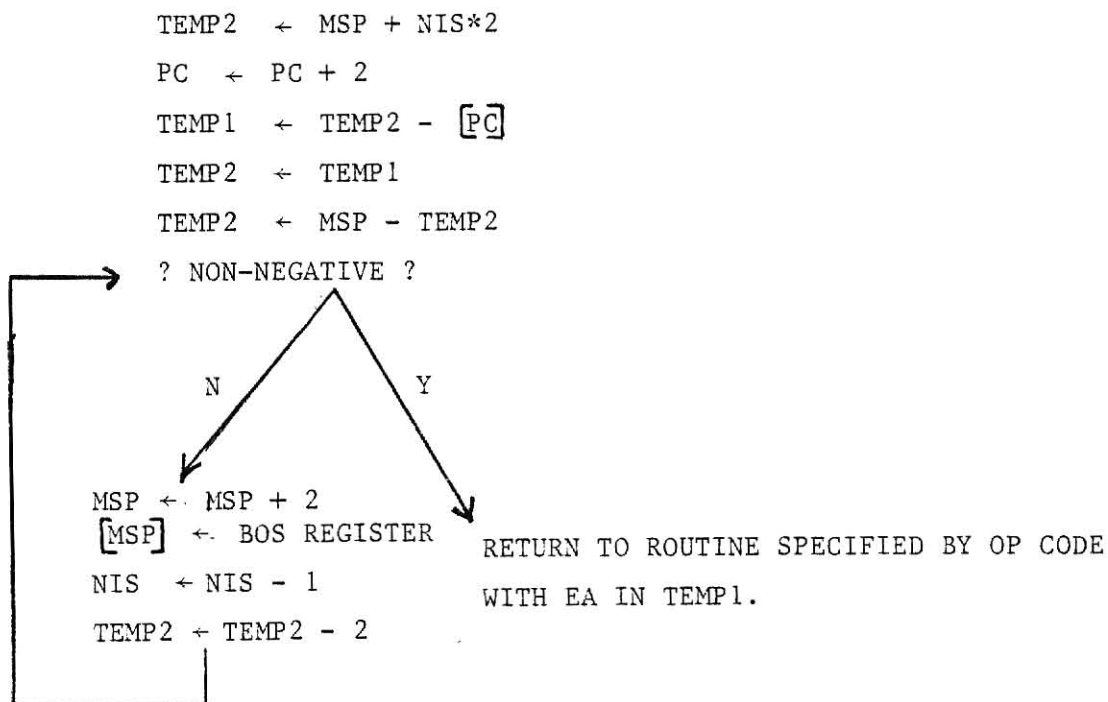 TEMP2 ← MSP + NIS*2
PC ← PC + 2
TEMP1 ← TEMP2 - [PC]
TEMP2 ← TEMP1
TEMP2 ← MSP - TEMP2
? NON-NEGATIVE ?
N
Y
MSP ← MSP + 2
[MSP] ← BOS REGISTER
NIS ← NIS - 1
TEMP2 ← TEMP2 - 2
RETURN TO ROUTINE SPECIFIED BY OP CODE
WITH EA IN TEMP1.